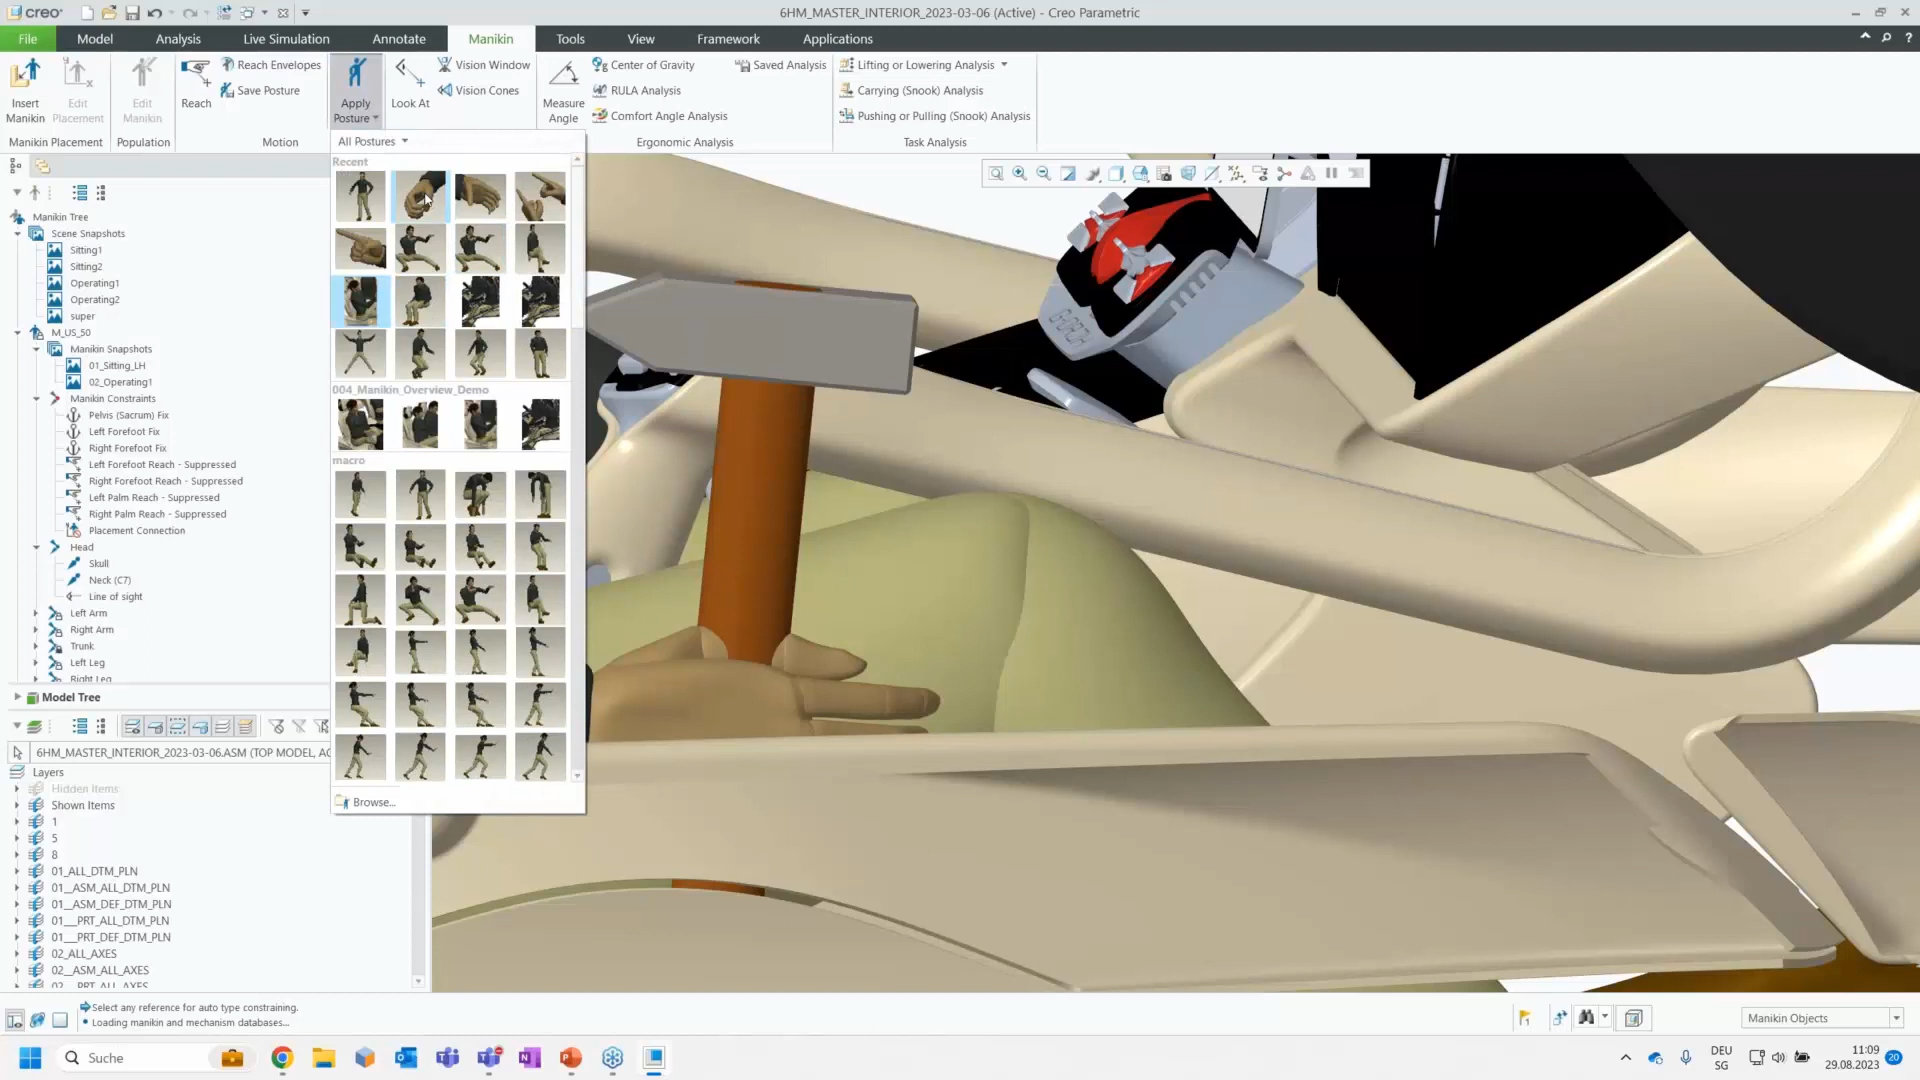 creo
6HM_MASTER_INTERIOR_2023-03-06 (Active) - Creo Parametric
File
Model
Analysis
Live Simulation
Annotate
Manikin
Tools
View
Framework
Applications
Insert Manikin
Edit Placement
Edit Manikin
Reach
Reach Envelopes
Save Posture
Apply Posture
Look At
Vision Window
Vision Cones
Measure Angle
Center of Gravity
RULA Analysis
Comfort Angle Analysis
Saved Analysis
Lifting or Lowering Analysis
Carrying (Snook) Analysis
Pushing or Pulling (Snook) Analysis
Manikin Placement
Population
Motion
Ergonomic Analysis
Task Analysis
All Postures
Recent
004_Manikin_Overview_Demo
macro
Browse...
Manikin Tree
Scene Snapshots
Sitting1
Sitting2
Operating1
Operating2
super
M_US_50
Manikin Snapshots
01_Sitting_LH
02_Operating1
Manikin Constraints
Pelvis (Sacrum) Fix
Left Forefoot Fix
Right Forefoot Fix
Left Forefoot Reach - Suppressed
Right Forefoot Reach - Suppressed
Left Palm Reach - Suppressed
Right Palm Reach - Suppressed
Placement Connection
Head
Skull
Neck (C7)
Line of sight
Left Arm
Right Arm
Trunk
Left Leg
Right Leg
Model Tree
6HM_MASTER_INTERIOR_2023-03-06.ASM (TOP MODEL, AC
Layers
Hidden Items
Shown Items
1
5
8
01_ALL_DTM_PLN
01__ASM_ALL_DTM_PLN
01__ASM_DEF_DTM_PLN
01___PRT_ALL_DTM_PLN
01___PRT_DEF_DTM_PLN
02_ALL_AXES
02__ASM_ALL_AXES
02__PRT_ALL_AXES
Select any reference for auto type constraining.
Loading manikin and mechanism databases...
Manikin Objects
Suche
DEU
SG
11:09
29.08.2023
20